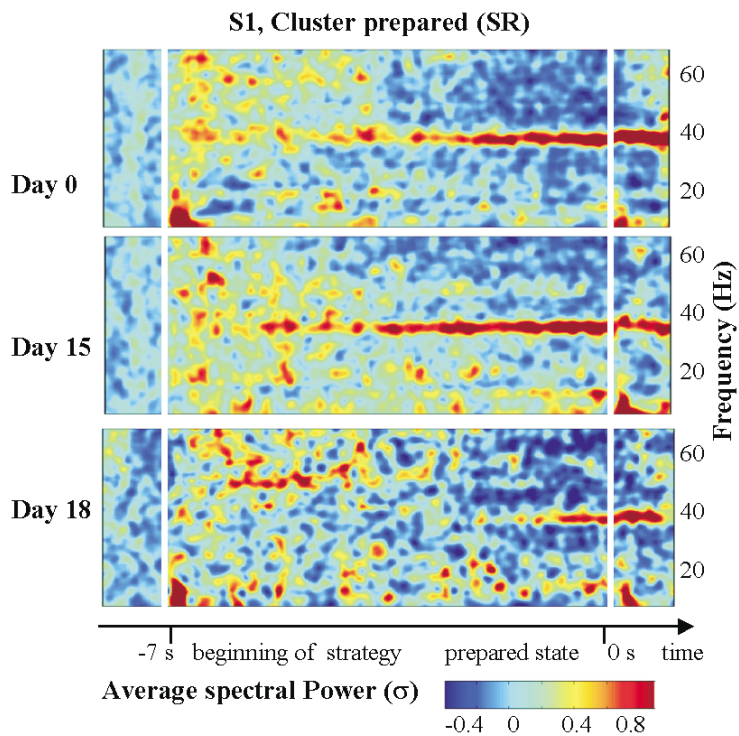 S1, Cluster prepared (SR)
60
40
20
Day 0
60
40
20
Day 15
Frequency (Hz)
60
40
20
Day 18
-7 s beginning of strategy prepared state 0 s time
Average spectral Power (σ)
-0.4 0 0.4 0.8